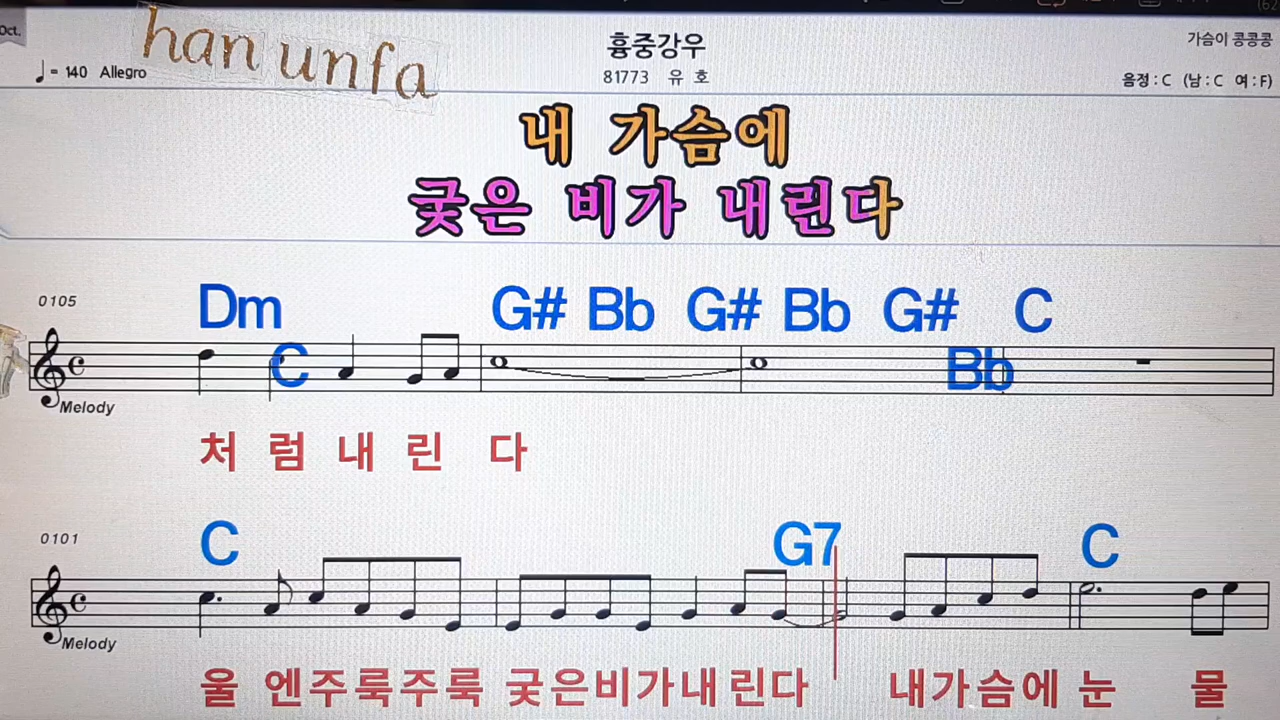 Oct.
han unfa
흉중강우
가슴이 콩콩콩
♩= 140 Allegro
81773 유 호
음정 : C (남 : C 여 : F)
내 가슴에
궂은 비가 내린다
0105
Dm C G# Bb G# Bb G# Bb C
Melody
처 럼 내 린 다
0101
C G7 C
Melody
울 엔주룩주룩 궂은비가내린다 내가슴에 눈 물